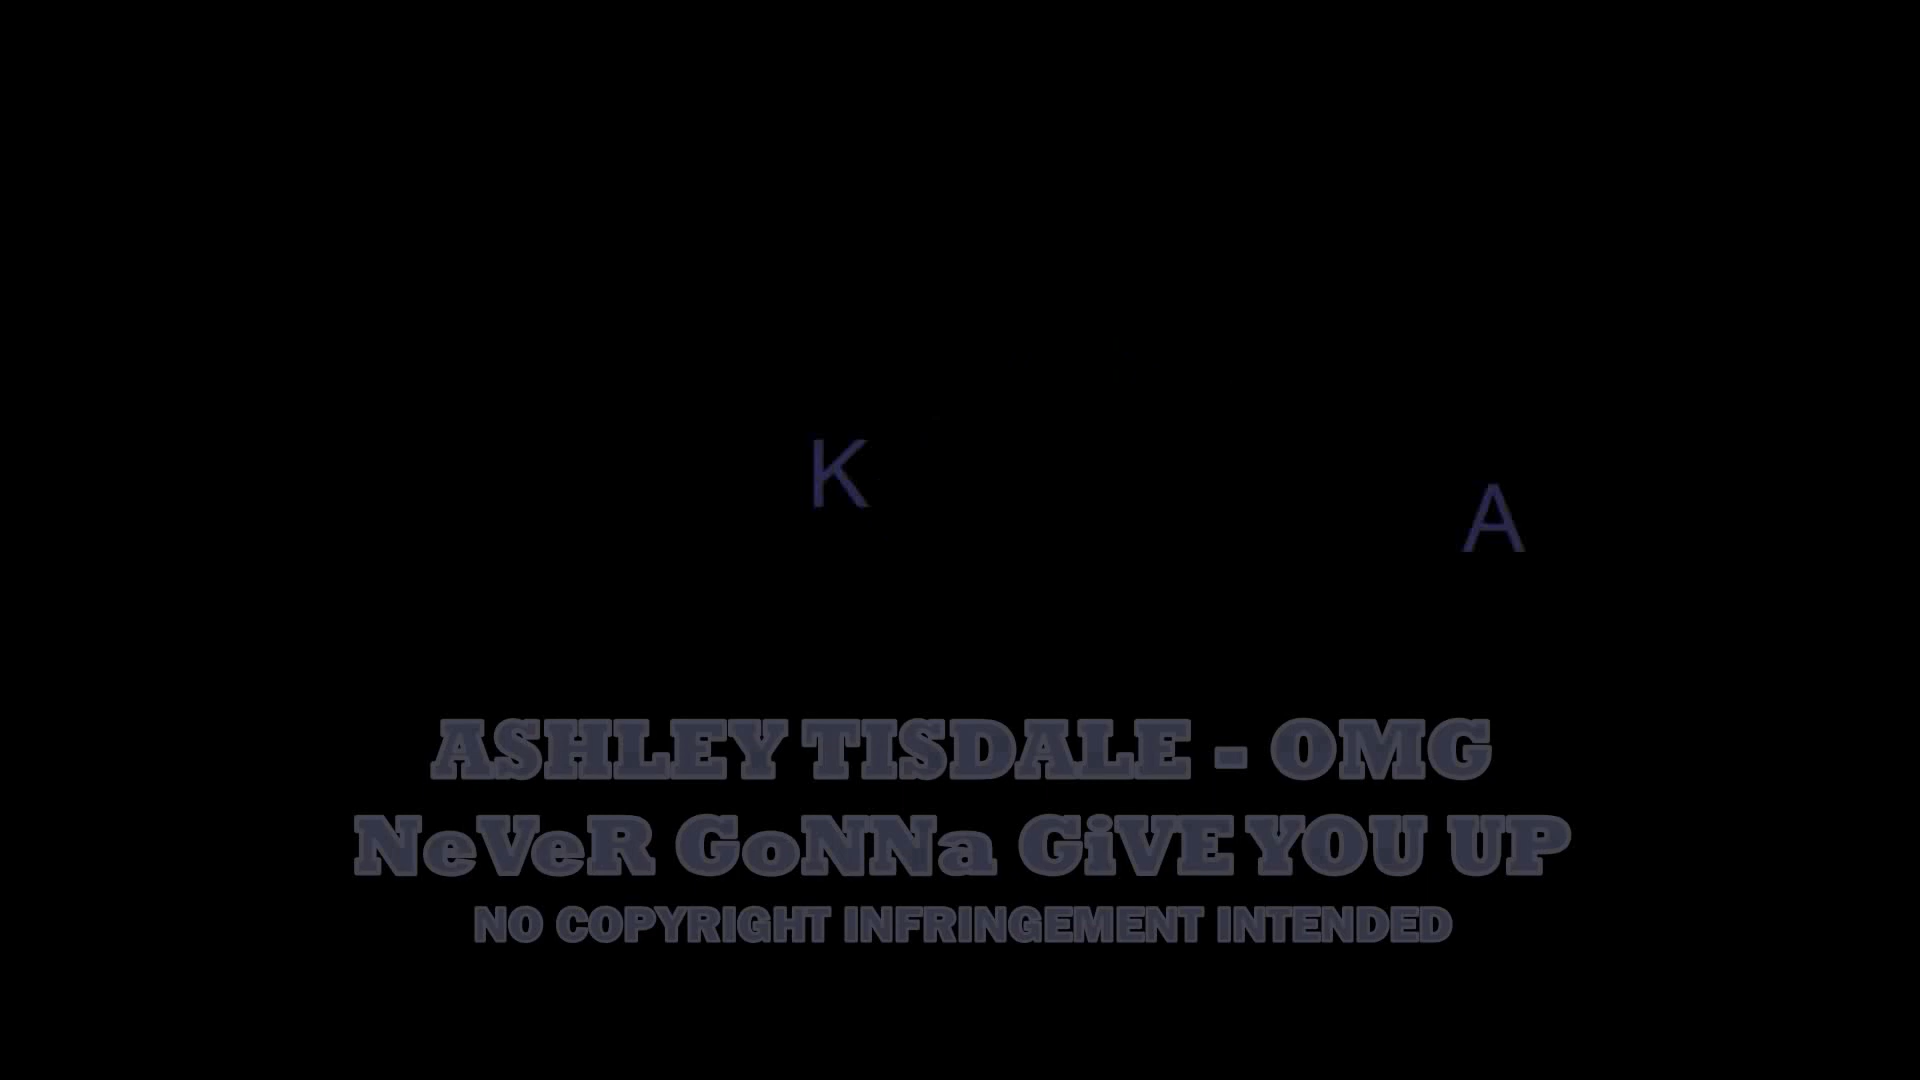 K
A
ASHLEY TISDALE - OMG
NeVeR GoNNa GiVE YOU UP
NO COPYRIGHT INFRINGEMENT INTENDED